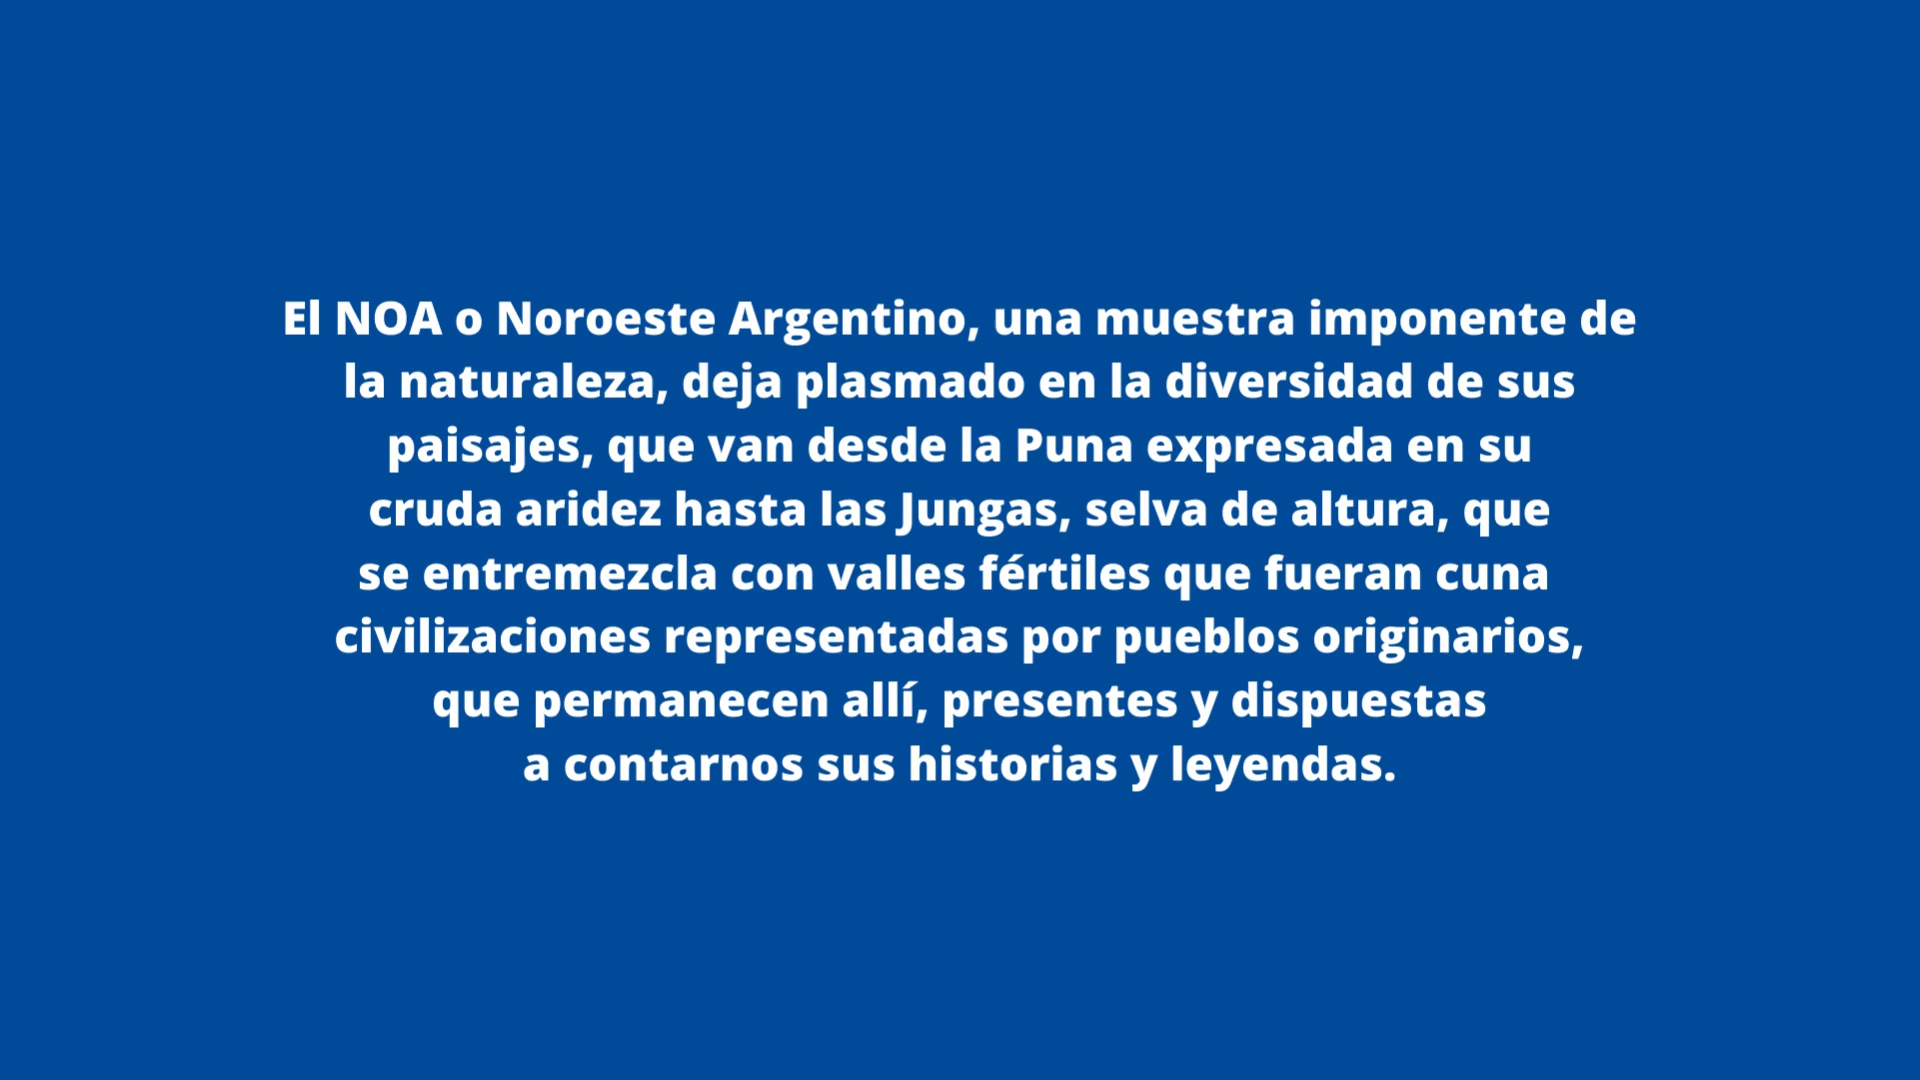 El NOA o Noroeste Argentino, una muestra imponente de
la naturaleza, deja plasmado en la diversidad de sus
paisajes, que van desde la Puna expresada en su
cruda aridez hasta las Jungas, selva de altura, que
se entremezcla con valles fértiles que fueran cuna
civilizaciones representadas por pueblos originarios,
que permanecen allí, presentes y dispuestas
a contarnos sus historias y leyendas.